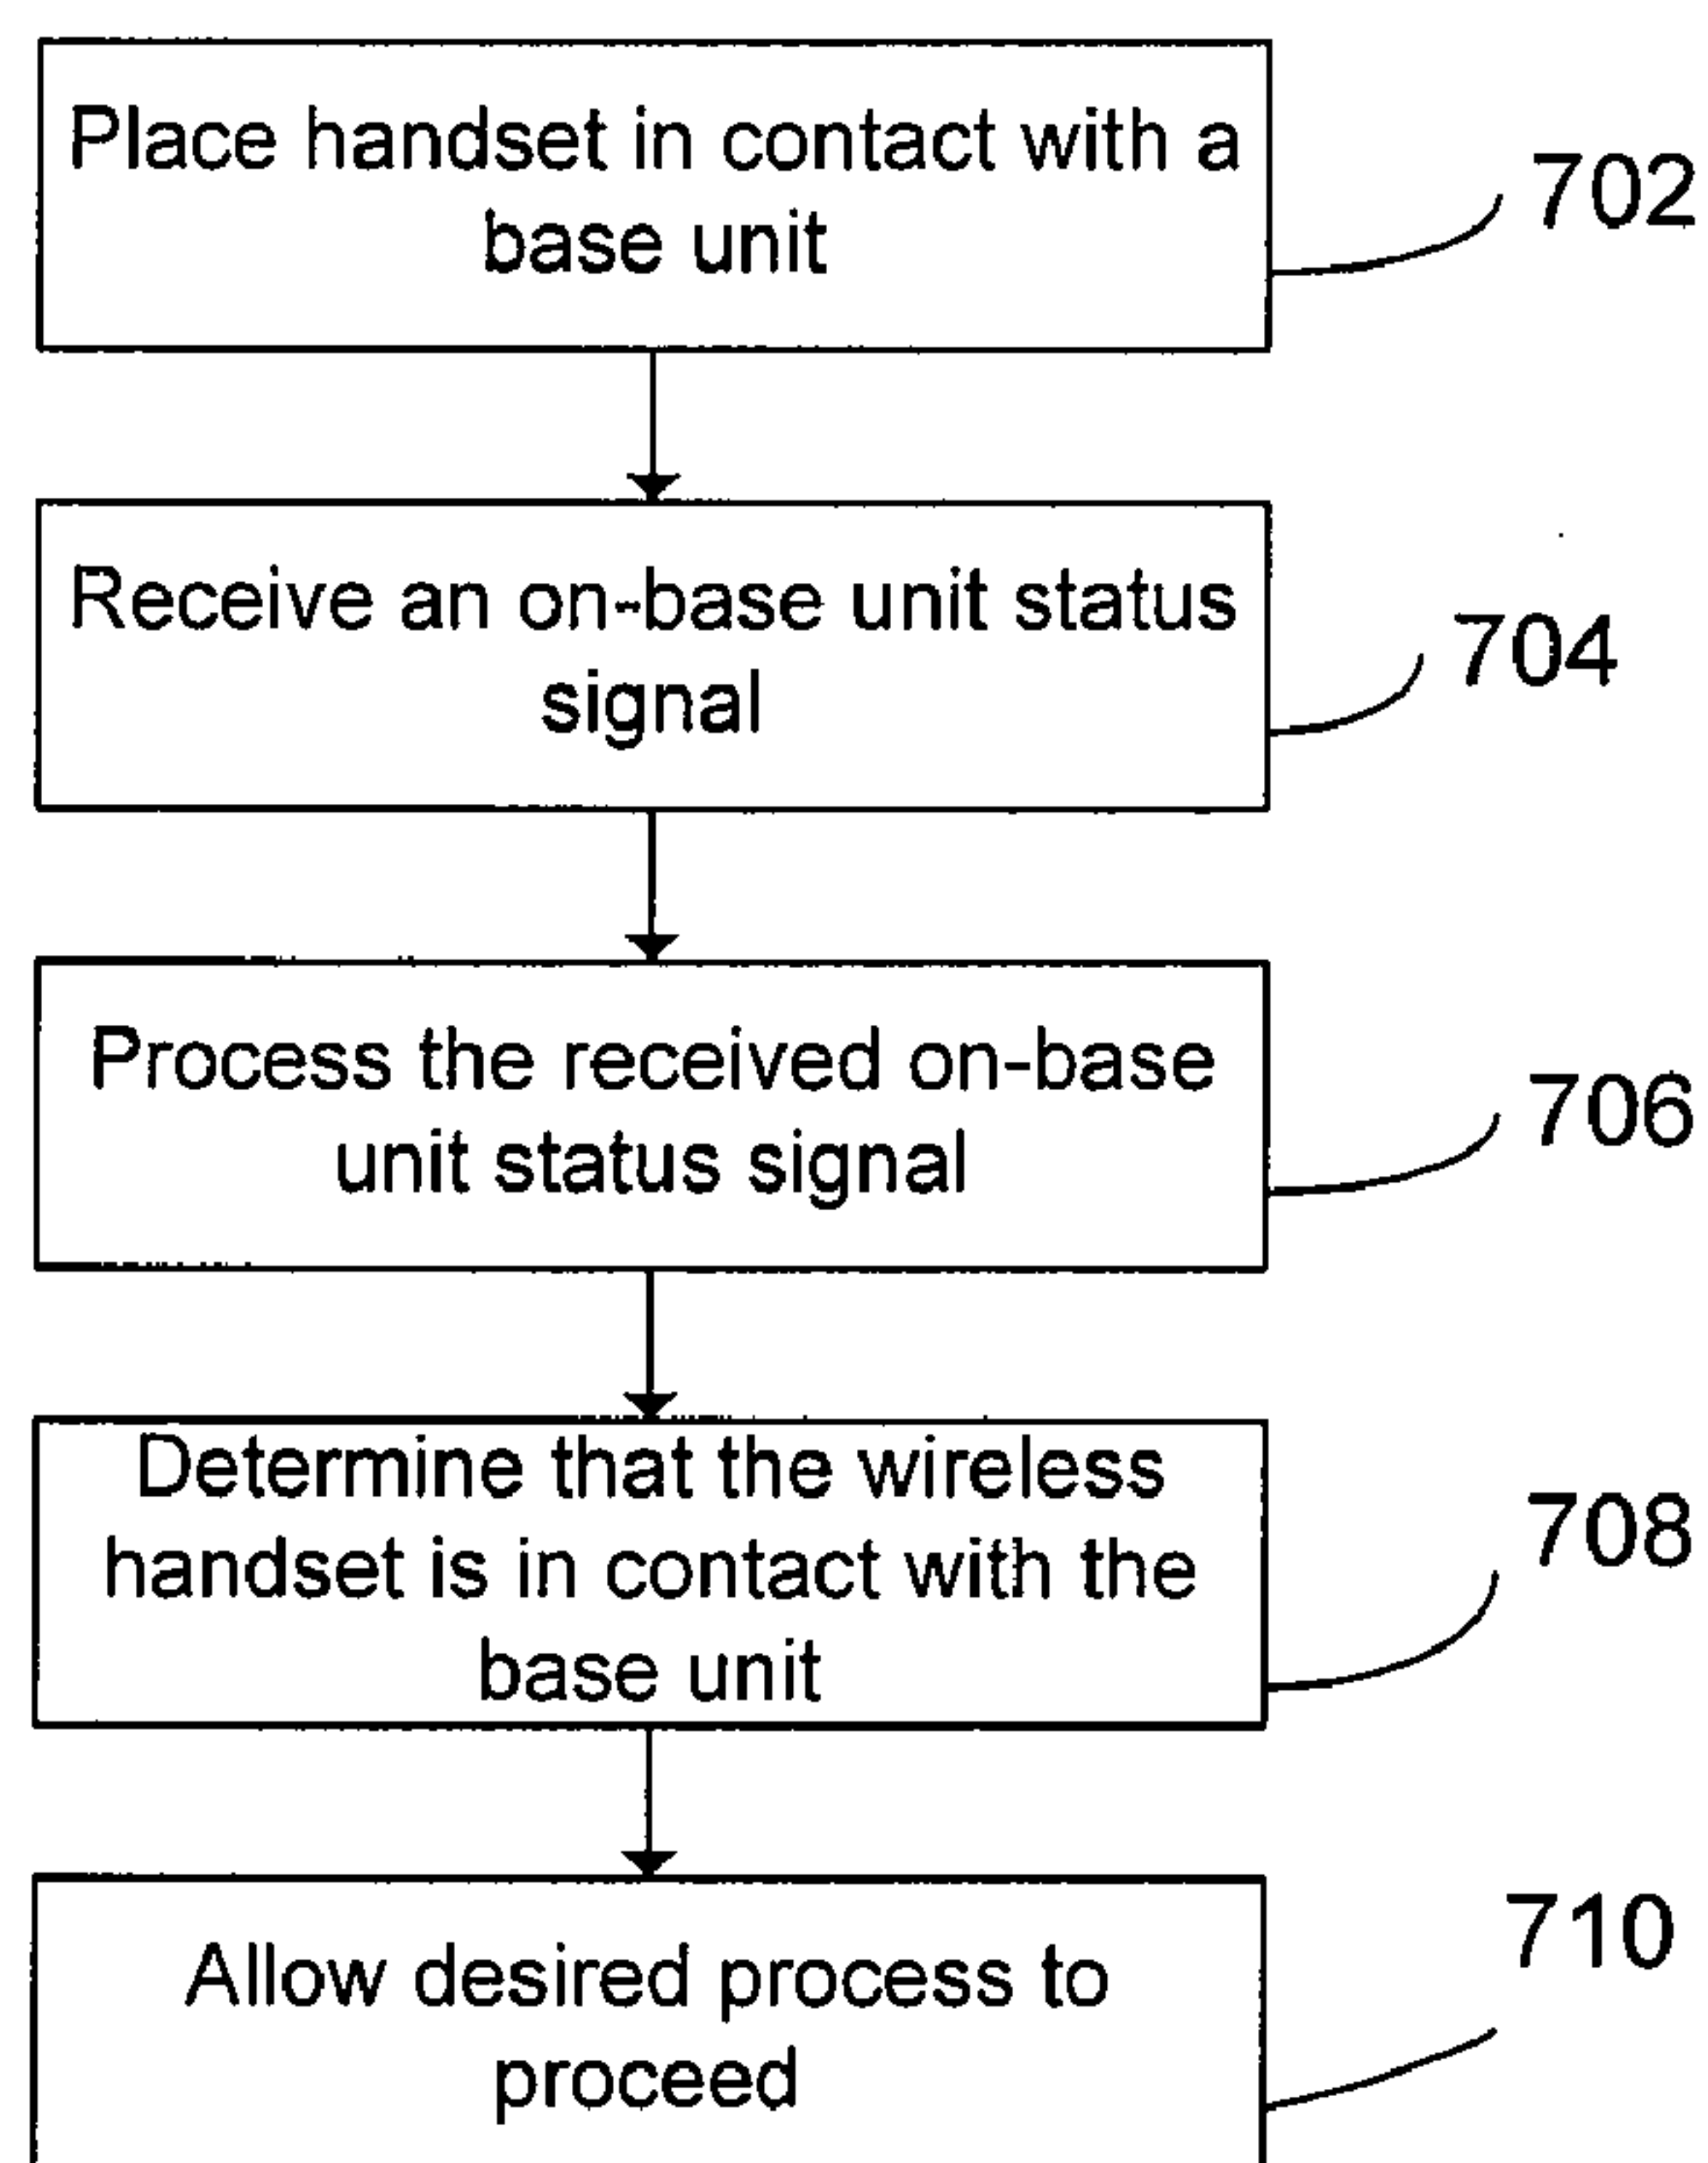 Place handset in contact with a
base unit
702
Receive an on-base unit status
signal
704
Process the received on-base
unit status signal
706
Determine that the wireless
handset is in contact with the
base unit
708
Allow desired process to
proceed
710